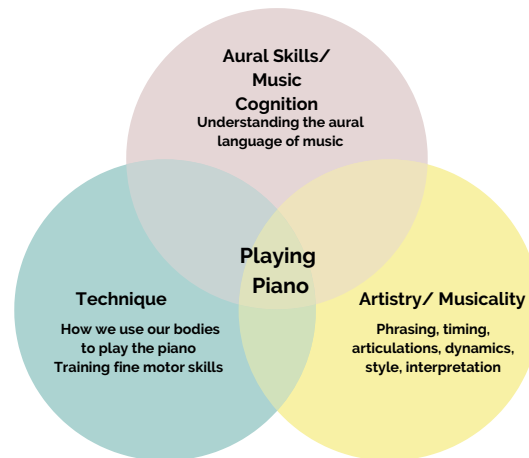 Aural Skills/
Music
Cognition
Understanding the aural
language of music
Playing
Piano
Technique
How we use our bodies
to play the piano
Training fine motor skills
Artistry/ Musicality
Phrasing, timing,
articulations, dynamics,
style, interpretation